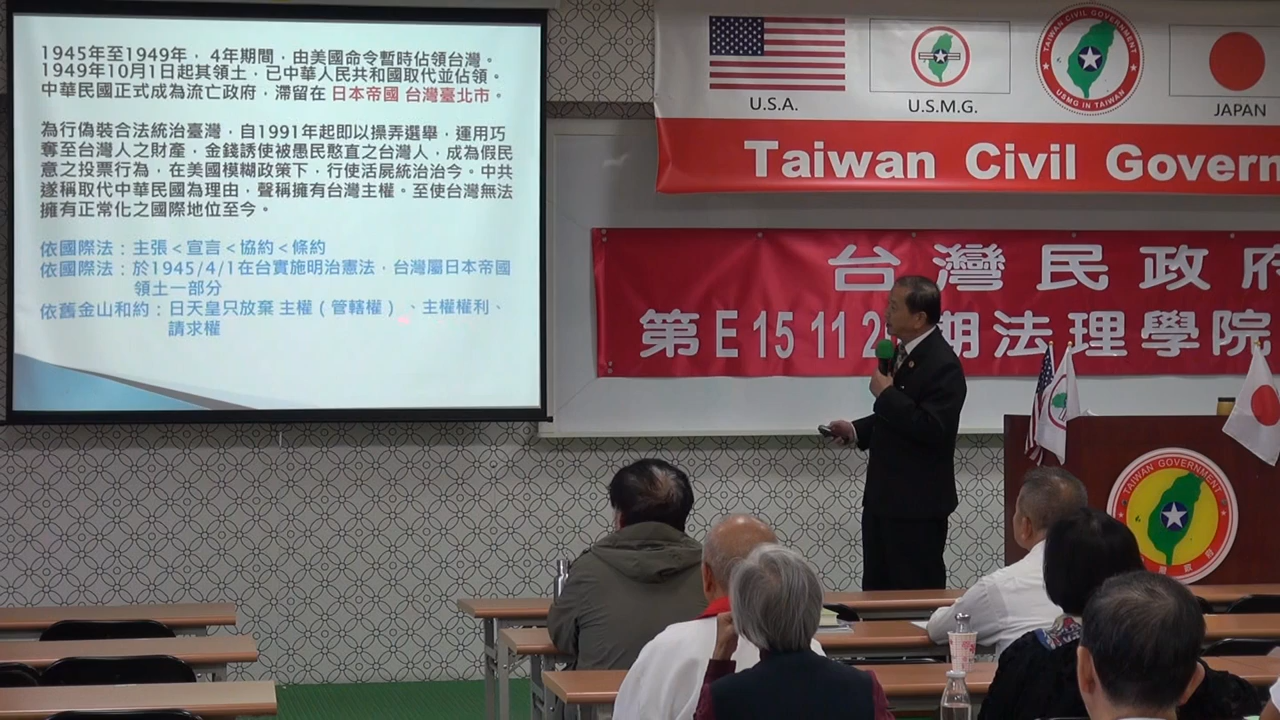 1945年至1949年，4年期間，由美國命令暫時佔領台灣。
1949年10月1日起其領土，已中華人民共和國取代並佔領。
中華民國正式成為流亡政府，滯留在 日本帝國 台灣臺北市。
為行偽裝合法統治臺灣，自1991年起即以操弄選舉，運用巧
奪至台灣人之財產，金錢誘使被愚民憨直之台灣人，成為假民
意之投票行為，在美國模糊政策下，行使活屍統治治今。中共
遂稱取代中華民國為理由，聲稱擁有台灣主權。至使台灣無法
擁有正常化之國際地位至今。
依國際法：主張＜宣言＜協約＜條約
依國際法：於1945/4/1在台實施明治憲法，台灣屬日本帝國
領土一部分
依舊金山和約：日天皇只放棄 主權（管轄權）、主權權利、
請求權
U.S.A.
U.S.M.G.
TAIWAN CIVIL GOVERNMENT
USMG IN TAIWAN
JAPAN
Taiwan Civil Govern
台灣民政府
第E 15 11 2 期法理學院
TAIWAN GOVERNMENT
政府